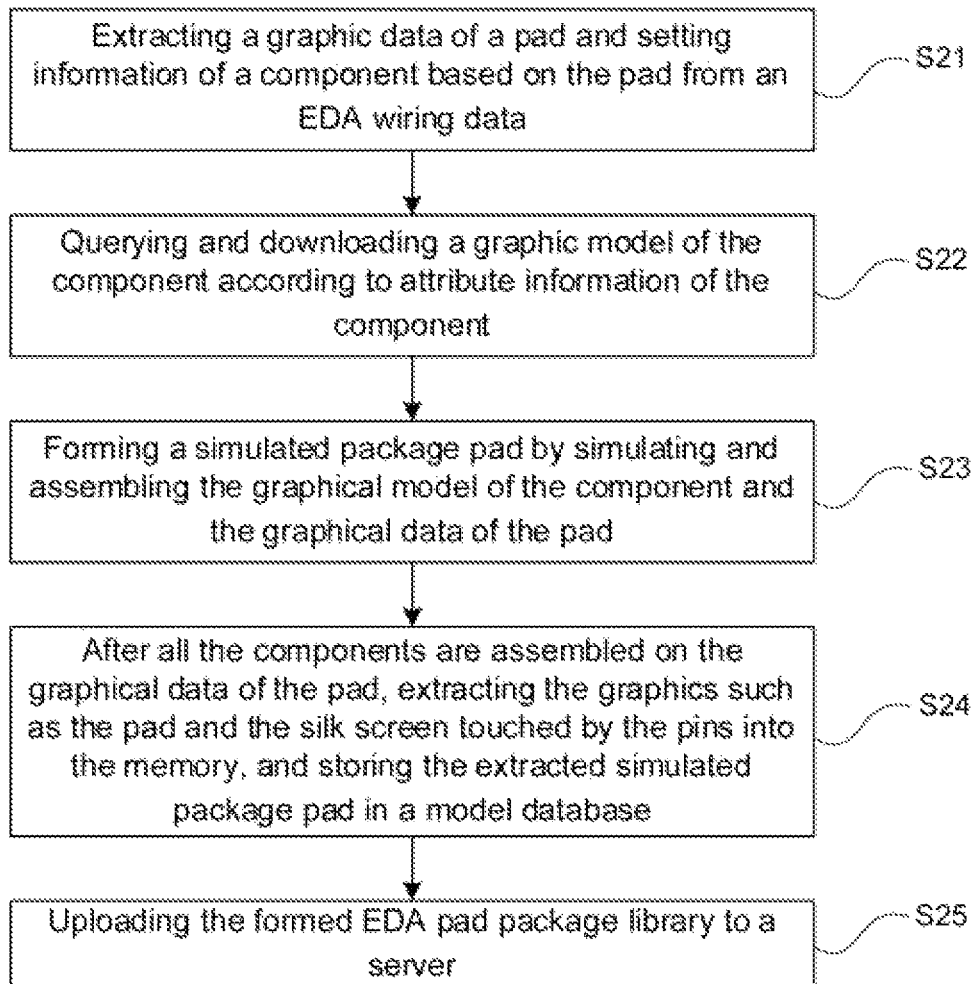 Extracting a graphic data of a pad and setting
information of a component based on the pad from an
EDA wiring data
S21
Querying and downloading a graphic model of the
component according to attribute information of the
component
S22
Forming a simulated package pad by simulating and
assembling the graphical model of the component and
the graphical data of the pad
S23
After all the components are assembled on the
graphical data of the pad, extracting the graphics such
as the pad and the silk screen touched by the pins into
the memory, and storing the extracted simulated
package pad in a model database
S24
Uploading the formed EDA pad package library to a
server
S25